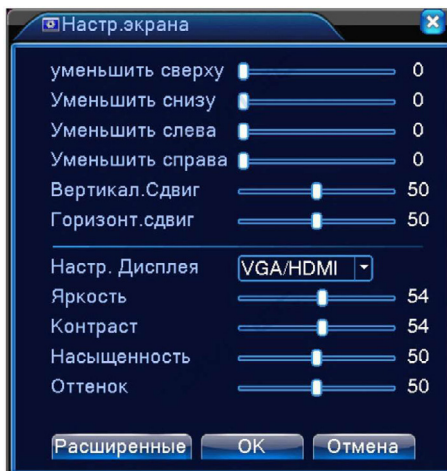 Настр.экрана
уменьшить сверху 0
Уменьшить снизу 0
Уменьшить слева 0
Уменьшить справа 0
Вертикал.Сдвиг 50
Горизонт.сдвиг 50
Настр. Дисплея VGA/HDMI
Яркость 54
Контраст 54
Насыщенность 50
Оттенок 50
Расширенные OK Отмена